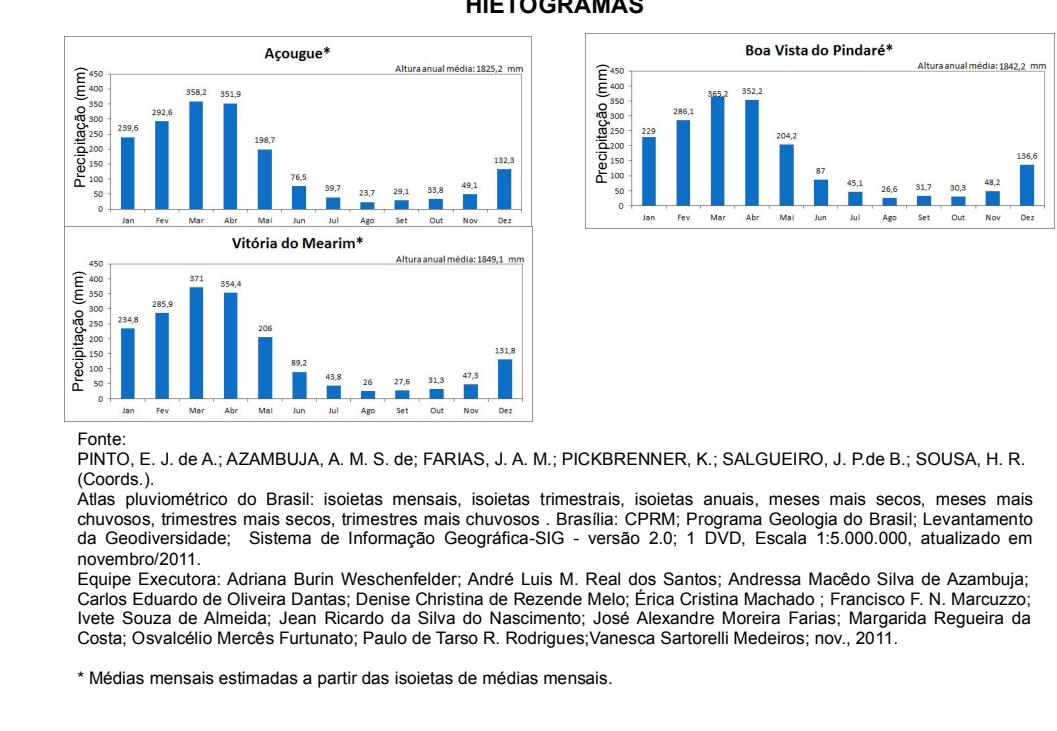 HIETOGRAMAS
Açougue*
Altura anual média: 1825,2 mm
Precipitação (mm)
450
400
350
300
250
200
150
100
50
0
239,6
292,6
358,2
351,9
198,7
76,5
39,7
23,7
29,1
33,8
49,1
132,3
Jan Fev Mar Abr Mai Jun Jul Ago Set Out Nov Dez
Boa Vista do Pindaré*
Altura anual média: 1842,2 mm
Precipitação (mm)
450
400
350
300
250
200
150
100
50
0
229
286,1
365,2
352,2
204,2
87
45,1
26,6
31,7
30,3
48,2
136,6
Jan Fev Mar Abr Mai Jun Jul Ago Set Out Nov Dez
Vitória do Mearim*
Altura anual média: 1849,1 mm
Precipitação (mm)
450
400
350
300
250
200
150
100
50
0
234,8
285,9
371
354,4
206
89,2
43,8
26
27,6
31,3
47,3
131,8
Jan Fev Mar Abr Mai Jun Jul Ago Set Out Nov Dez
Fonte:
PINTO, E. J. de A.; AZAMBUJA, A. M. S. de; FARIAS, J. A. M.; PICKBRENNER, K.; SALGUEIRO, J. P.de B.; SOUSA, H. R.
(Coords.).
Atlas pluviométrico do Brasil: isoietas mensais, isoietas trimestrais, isoietas anuais, meses mais secos, meses mais
chuvosos, trimestres mais secos, trimestres mais chuvosos . Brasília: CPRM; Programa Geologia do Brasil; Levantamento
da Geodiversidade; Sistema de Informação Geográfica-SIG - versão 2.0; 1 DVD, Escala 1:5.000.000, atualizado em
novembro/2011.
Equipe Executora: Adriana Burin Weschenfelder; André Luis M. Real dos Santos; Andressa Macêdo Silva de Azambuja;
Carlos Eduardo de Oliveira Dantas; Denise Christina de Rezende Melo; Érica Cristina Machado ; Francisco F. N. Marcuzzo;
Ivete Souza de Almeida; Jean Ricardo da Silva do Nascimento; José Alexandre Moreira Farias; Margarida Regueira da
Costa; Osvalcélio Mercês Furtunato; Paulo de Tarso R. Rodrigues;Vanesca Sartorelli Medeiros; nov., 2011.
* Médias mensais estimadas a partir das isoietas de médias mensais.